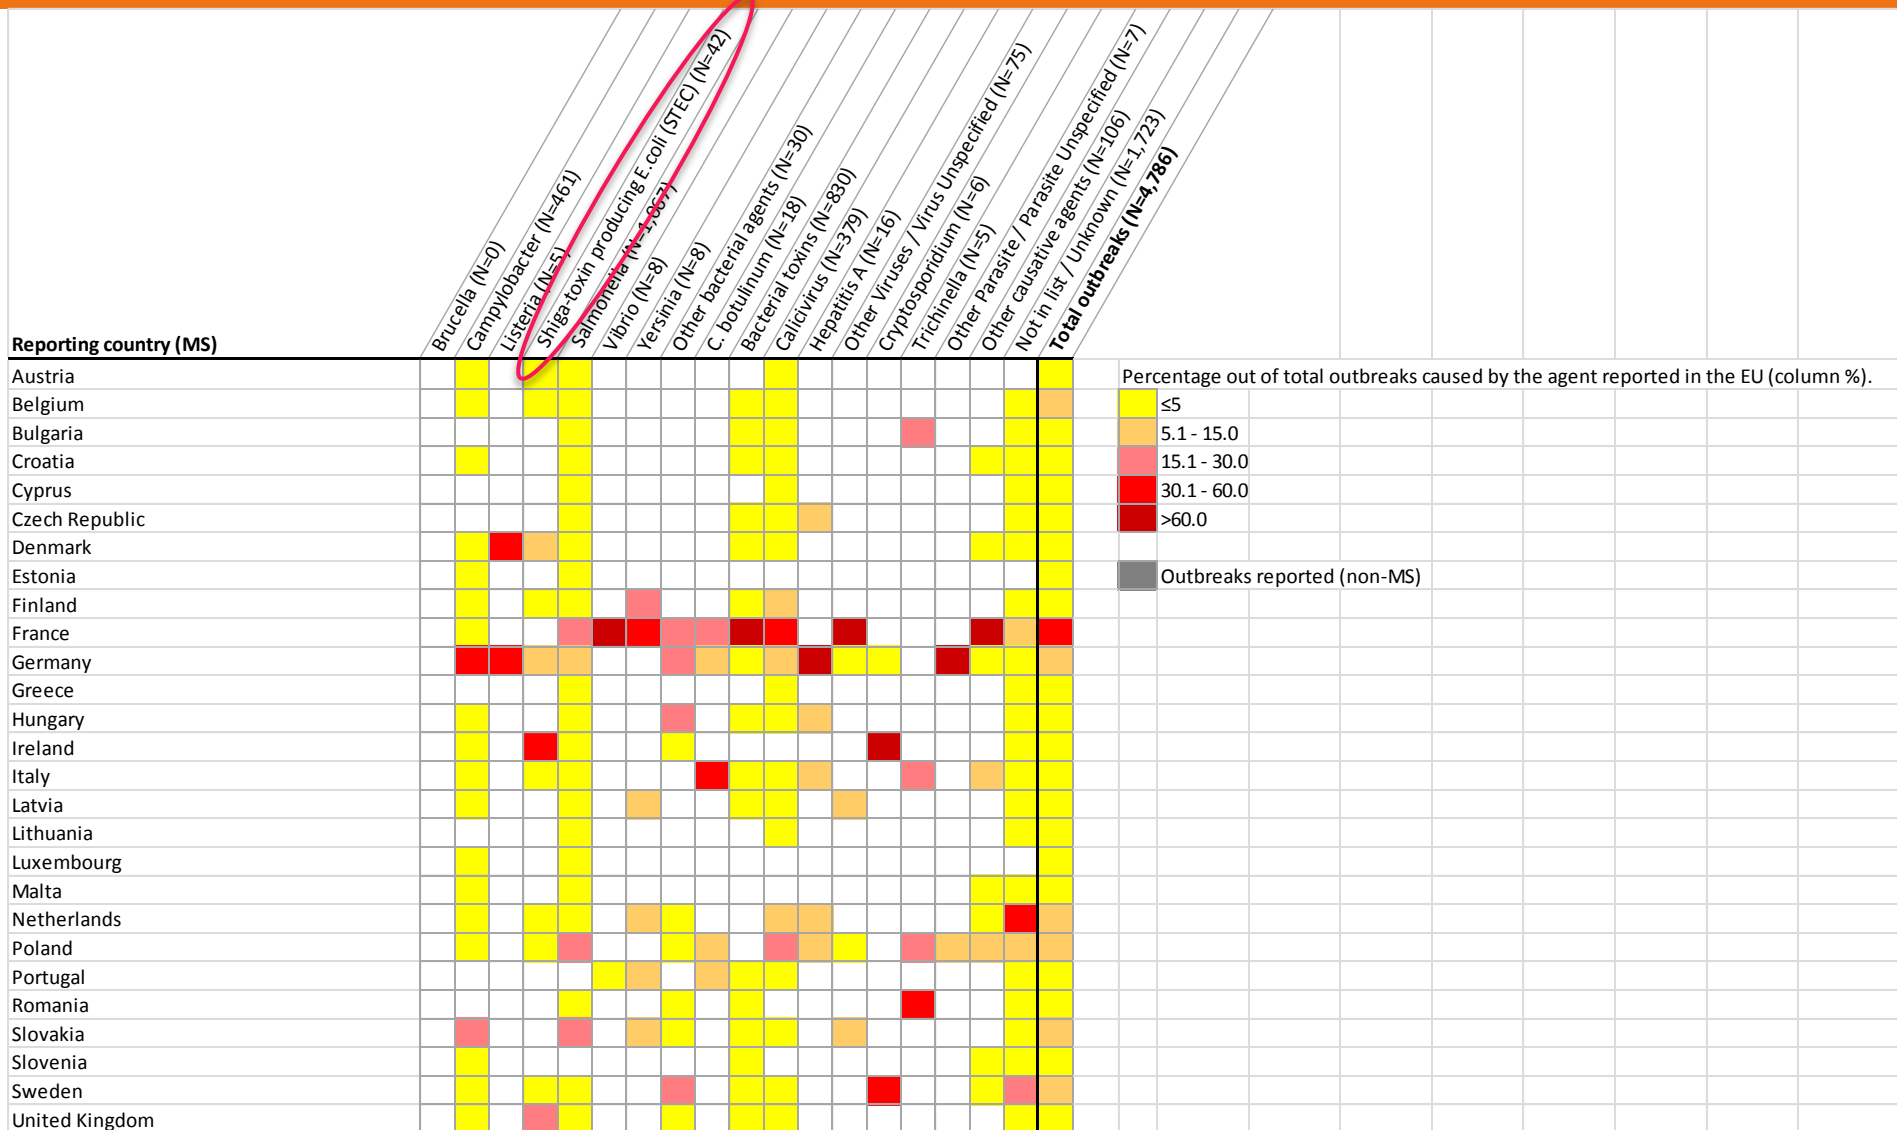 Brucella (N=0)
Campylobacter (N=461)
Listeria (N=5)
Shiga-toxin producing E. coli (STEC) (N=42)
Salmonella (N=1,067)
Vibrio (N=8)
Yersinia (N=8)
Other bacterial agents (N=30)
C. botulinum (N=18)
Bacterial toxins (N=830)
Calicivirus (N=379)
Hepatitis A (N=16)
Other Viruses / Virus Unspecified (N=75)
Cryptosporidium (N=6)
Trichinella (N=5)
Other Parasite / Parasite Unspecified (N=7)
Other causative agents (N=106)
Not in list / Unknown (N=1,723)
Total outbreaks (N=4,786)
Reporting country (MS)
Austria
Belgium
Bulgaria
Croatia
Cyprus
Czech Republic
Denmark
Estonia
Finland
France
Germany
Greece
Hungary
Ireland
Italy
Latvia
Lithuania
Luxembourg
Malta
Netherlands
Poland
Portugal
Romania
Slovakia
Slovenia
Sweden
United Kingdom
Percentage out of total outbreaks caused by the agent reported in the EU (column %).
≤5
5.1 - 15.0
15.1 - 30.0
30.1 - 60.0
>60.0
Outbreaks reported (non-MS)